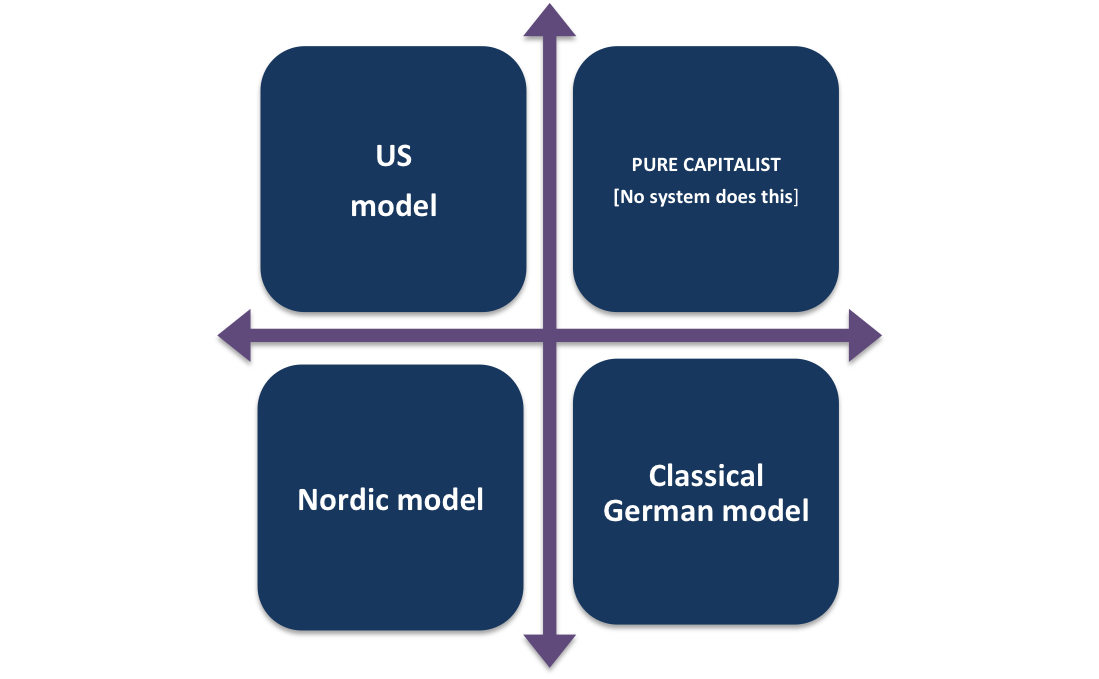 US
model
PURE CAPITALIST
[No system does this]
Nordic model
Classical
German model